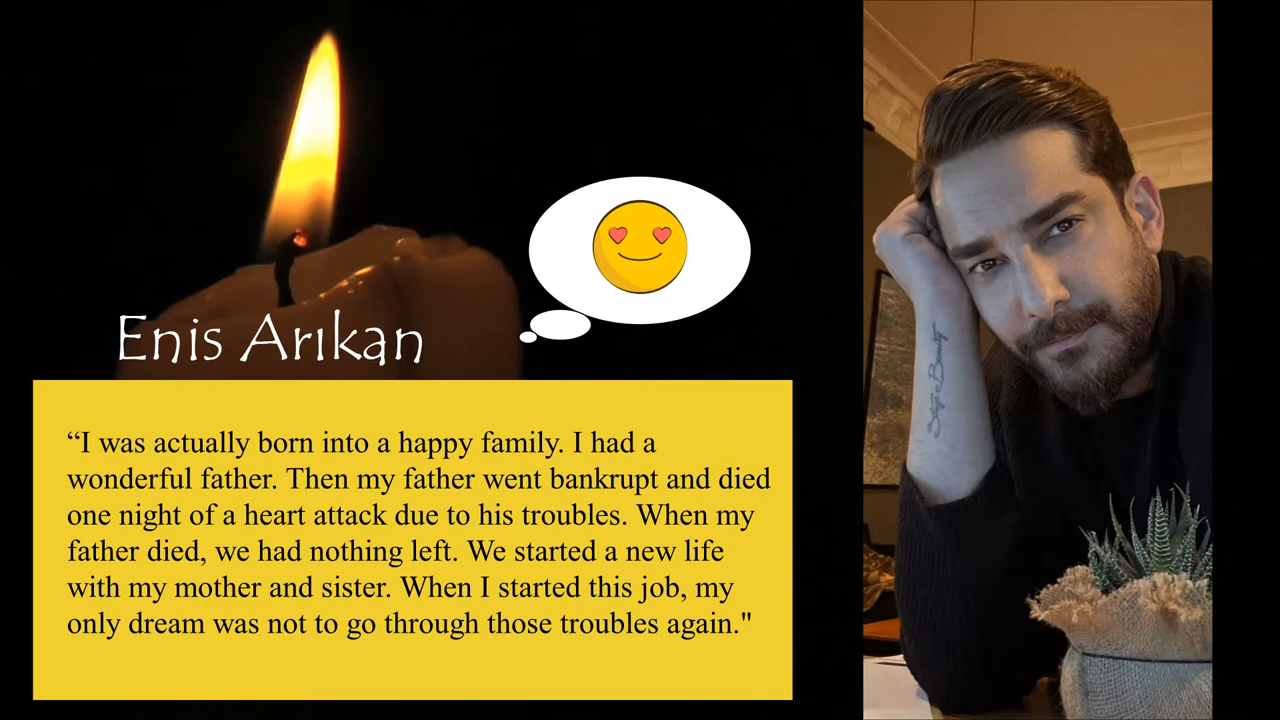 Enis Arıkan
“I was actually born into a happy family. I had a
wonderful father. Then my father went bankrupt and died
one night of a heart attack due to his troubles. When my
father died, we had nothing left. We started a new life
with my mother and sister. When I started this job, my
only dream was not to go through those troubles again."